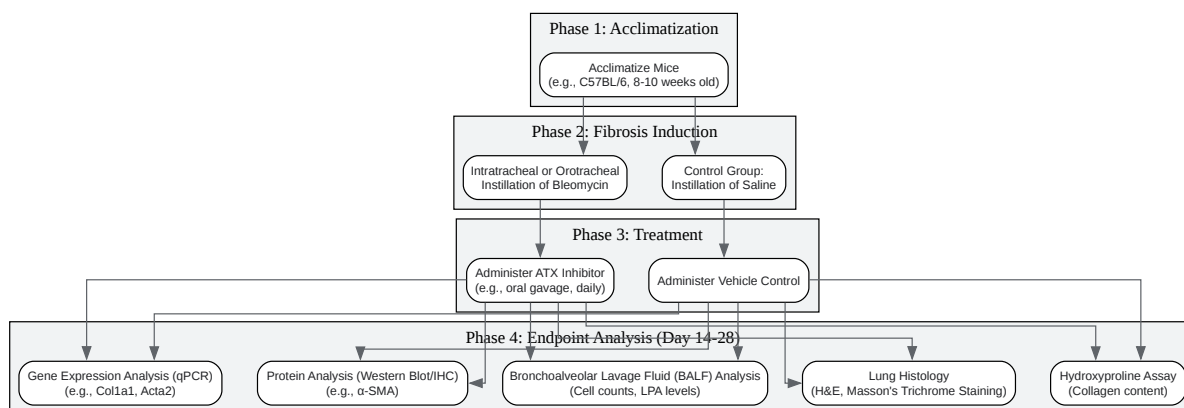 Phase 1: Acclimatization
Acclimatize Mice
(e.g., C57BL/6, 8-10 weeks old)
Phase 2: Fibrosis Induction
Intratracheal or Orotracheal
Instillation of Bleomycin
Control Group:
Instillation of Saline
Phase 3: Treatment
Administer ATX Inhibitor
(e.g., oral gavage, daily)
Administer Vehicle Control
Phase 4: Endpoint Analysis (Day 14-28)
Gene Expression Analysis (qPCR)
(e.g., Col1a1, Acta2)
Protein Analysis (Western Blot/IHC)
(e.g., α-SMA)
Bronchoalveolar Lavage Fluid (BALF) Analysis
(Cell counts, LPA levels)
Lung Histology
(H&E, Masson's Trichrome Staining)
Hydroxyproline Assay
(Collagen content)